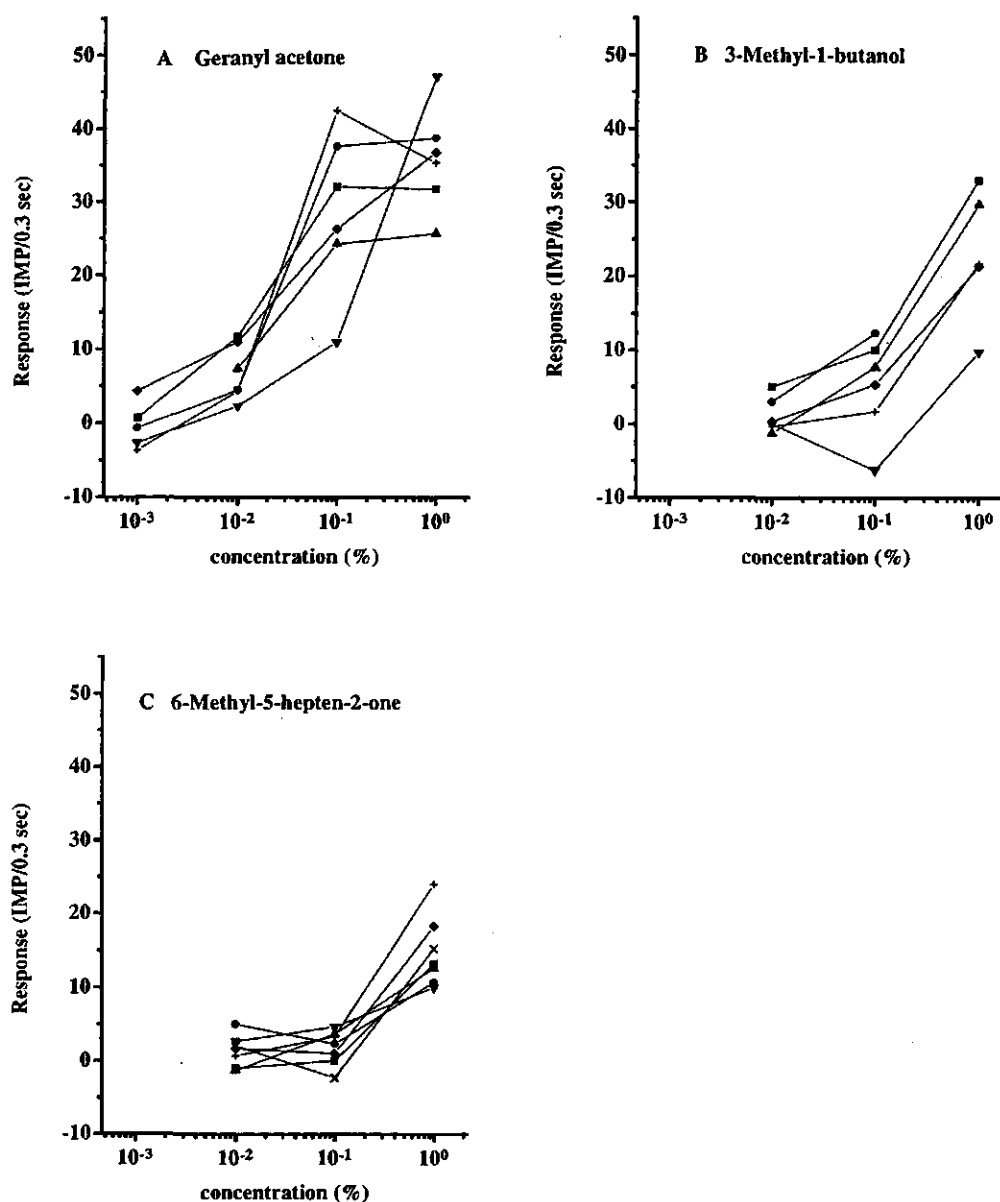 A Geranyl acetone
50
40
30
20
10
0
-10
Response (IMP/0.3 sec)
10-3 10-2 10-1 100
concentration (%)
B 3-Methyl-1-butanol
50
40
30
20
10
0
-10
Response (IMP/0.3 sec)
10-3 10-2 10-1 100
concentration (%)
C 6-Methyl-5-hepten-2-one
50
40
30
20
10
0
-10
Response (IMP/0.3 sec)
10-3 10-2 10-1 100
concentration (%)